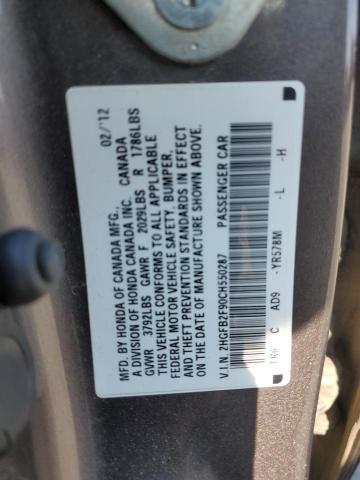 MFD. BY HONDA OF CANADA MFG., 02/'12
A DIVISION OF HONDA CANADA INC. CANADA
GVWR 3792LBS GAWR F 2029LBS R 1786LBS
THIS VEHICLE CONFORMS TO ALL APPLICABLE
FEDERAL MOTOR VEHICLE SAFETY, BUMPER,
AND THEFT PREVENTION STANDARDS IN EFFECT
ON THE DATE OF MANUFACTURE SHOWN ABOVE.
V.I.N. 2HGFB2F90CH550287 PASSENGER CAR
C AD9 -YR578M -L -H